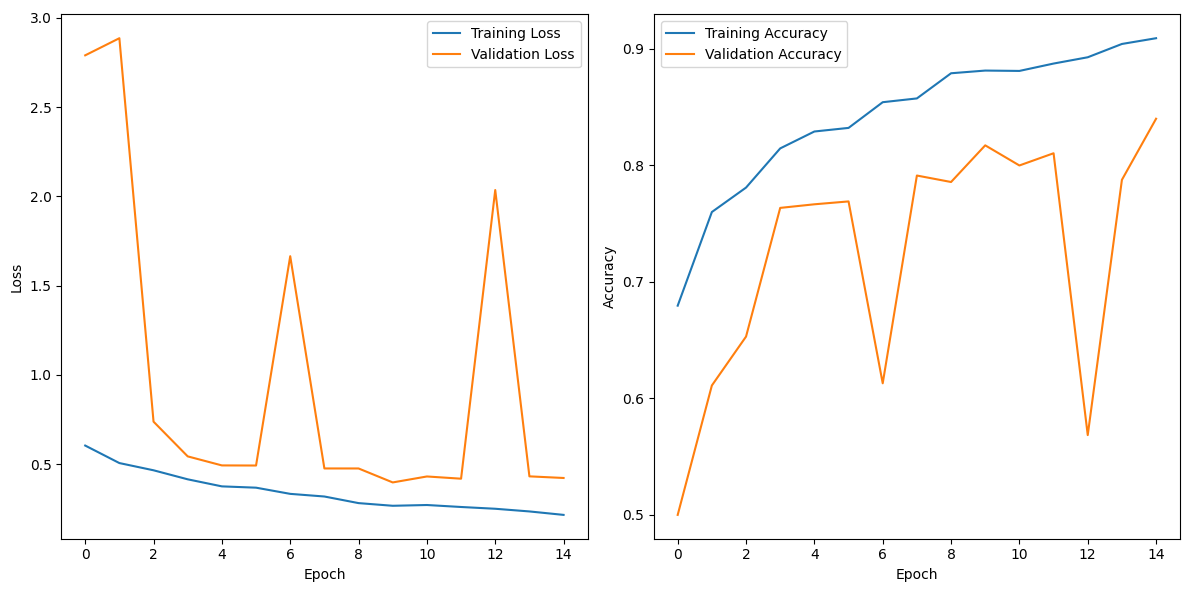 Training Loss
Validation Loss
3.0
2.5
2.0
1.5
1.0
0.5
Loss
0 2 4 6 8 10 12 14
Epoch
Training Accuracy
Validation Accuracy
0.9
0.8
0.7
0.6
0.5
Accuracy
0 2 4 6 8 10 12 14
Epoch